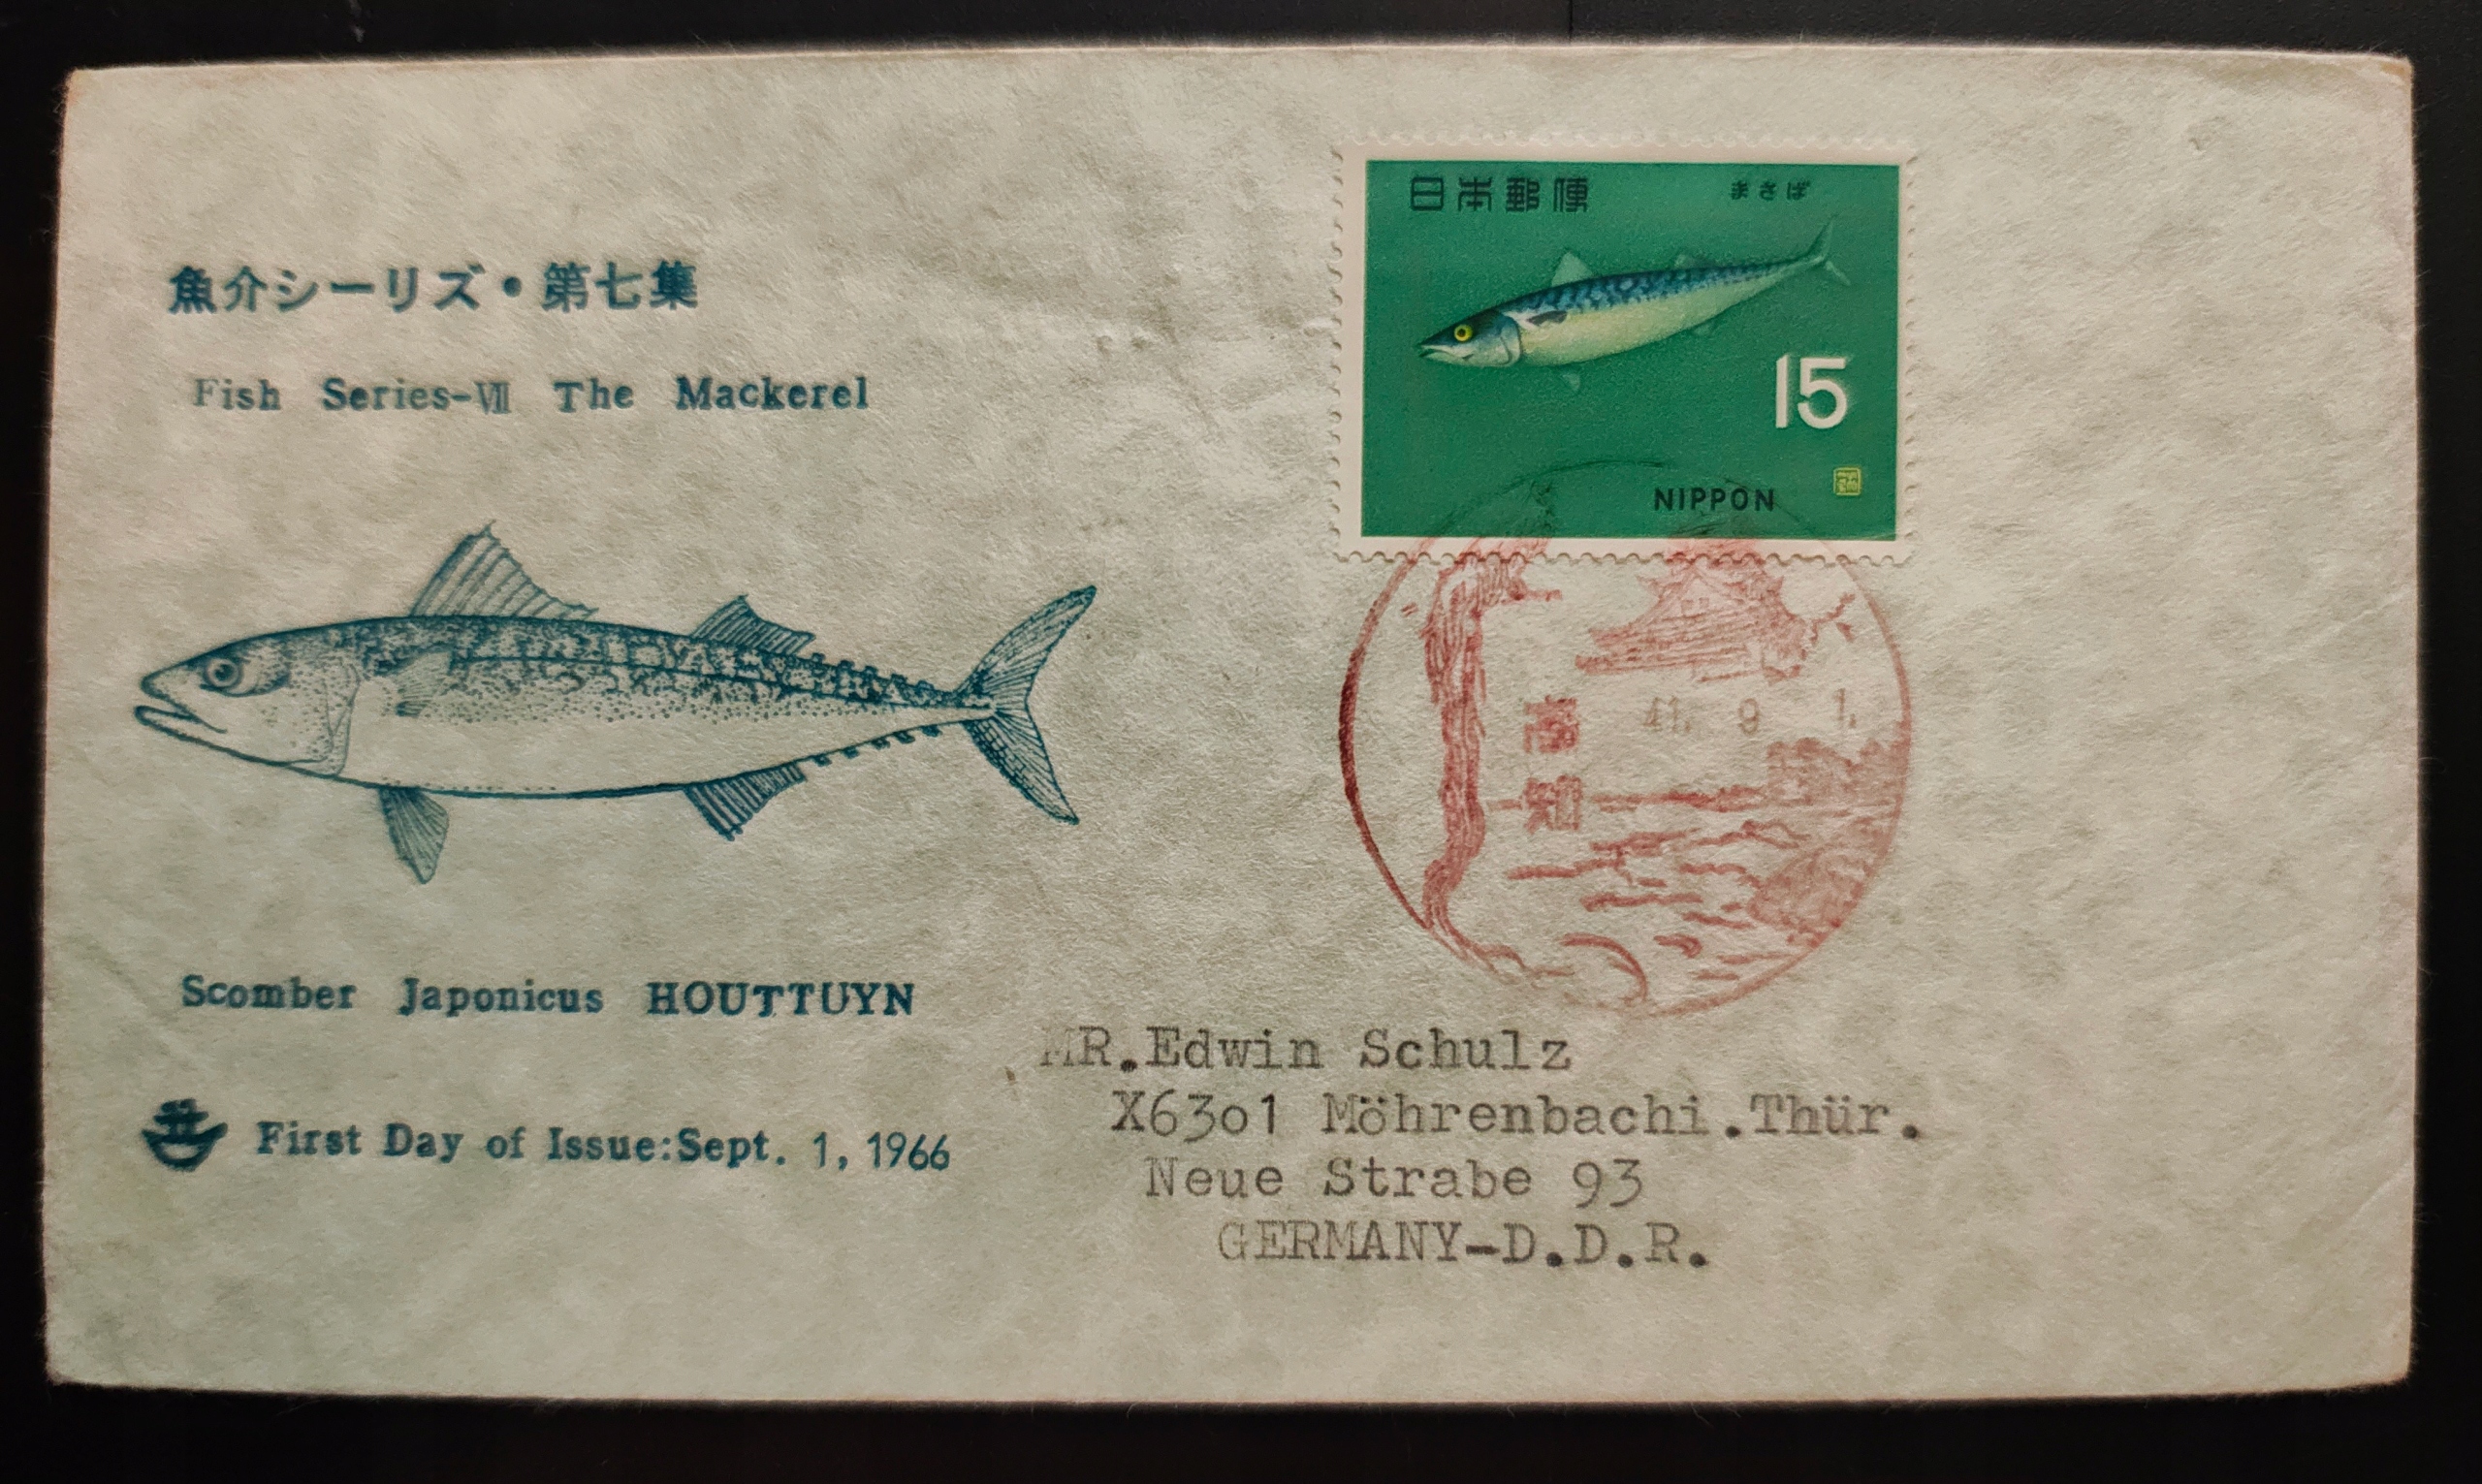 魚介シーリズ・第七集
Fish Series-Ⅶ The Mackerel
Scomber Japonicus HOUTTUYN
First Day of Issue:Sept. 1, 1966
日本郵便 まさば
15
NIPPON
高知
41. 9 1.
MR.Edwin Schulz
X6301 Möhrenbachi.Thür.
Neue Strabe 93
GERMANY-D.D.R.